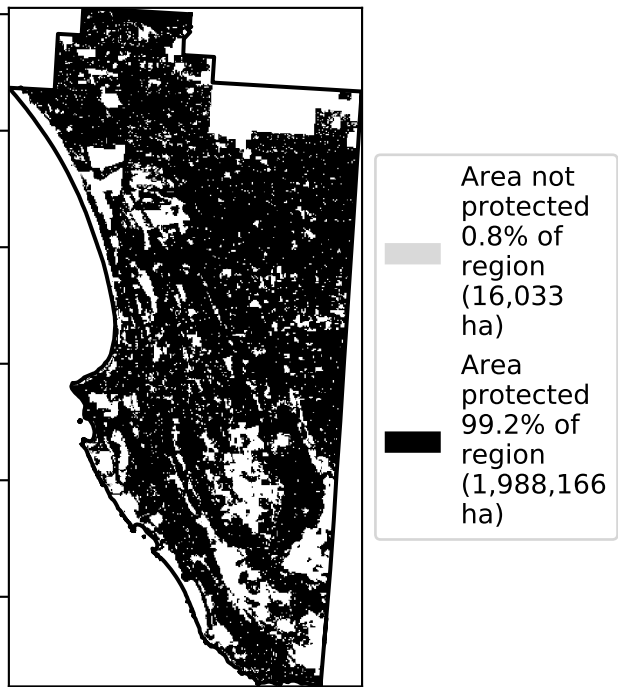 Area not
protected
0.8% of
region
(16,033
ha)
Area
protected
99.2% of
region
(1,988,166
ha)